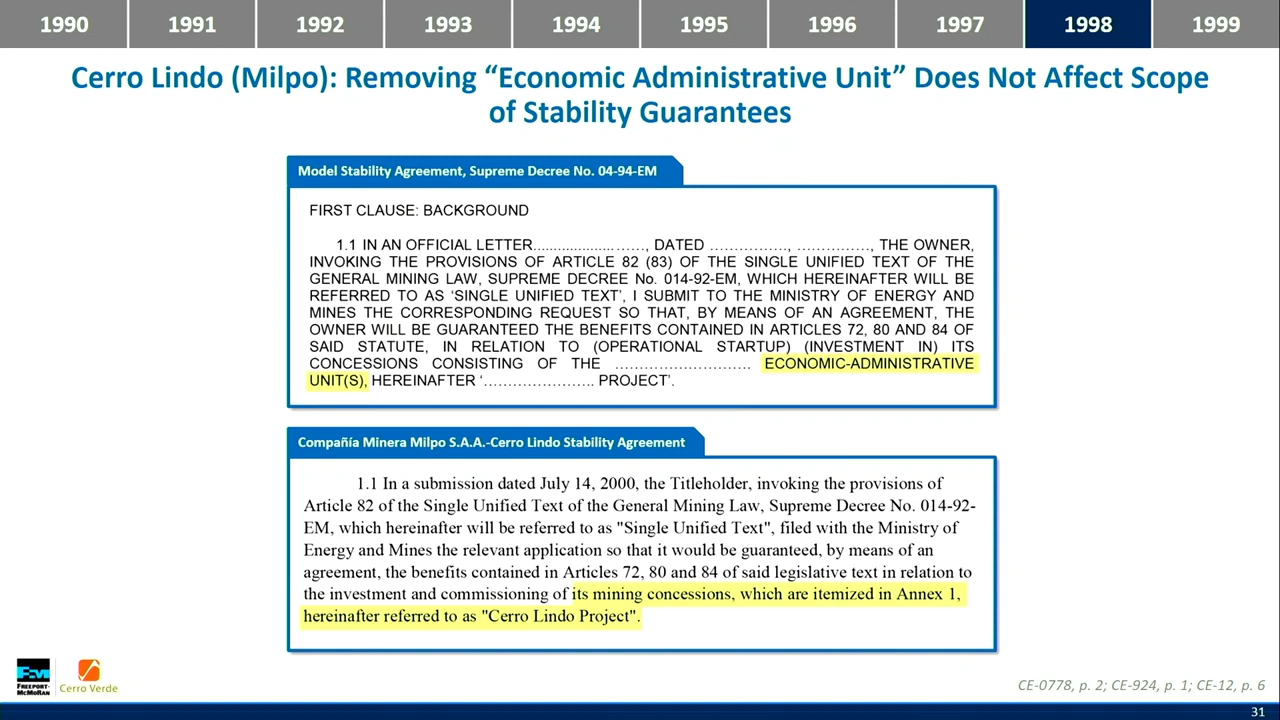 1990 1991 1992 1993 1994 1995 1996 1997 1998 1999
Cerro Lindo (Milpo): Removing “Economic Administrative Unit” Does Not Affect Scope
of Stability Guarantees
Model Stability Agreement, Supreme Decree No. 04-94-EM
FIRST CLAUSE: BACKGROUND
1.1 IN AN OFFICIAL LETTER.........................., DATED ……………., ……………, THE OWNER,
INVOKING THE PROVISIONS OF ARTICLE 82 (83) OF THE SINGLE UNIFIED TEXT OF THE
GENERAL MINING LAW, SUPREME DECREE No. 014-92-EM, WHICH HEREINAFTER WILL BE
REFERRED TO AS ‘SINGLE UNIFIED TEXT’, I SUBMIT TO THE MINISTRY OF ENERGY AND
MINES THE CORRESPONDING REQUEST SO THAT, BY MEANS OF AN AGREEMENT, THE
OWNER WILL BE GUARANTEED THE BENEFITS CONTAINED IN ARTICLES 72, 80 AND 84 OF
SAID STATUTE, IN RELATION TO (OPERATIONAL STARTUP) (INVESTMENT IN) ITS
CONCESSIONS CONSISTING OF THE ………………………. ECONOMIC-ADMINISTRATIVE
UNIT(S), HEREINAFTER ‘………………….. PROJECT’.
Compañía Minera Milpo S.A.A.-Cerro Lindo Stability Agreement
1.1 In a submission dated July 14, 2000, the Titleholder, invoking the provisions of
Article 82 of the Single Unified Text of the General Mining Law, Supreme Decree No. 014-92-
EM, which hereinafter will be referred to as "Single Unified Text", filed with the Ministry of
Energy and Mines the relevant application so that it would be guaranteed, by means of an
agreement, the benefits contained in Articles 72, 80 and 84 of said legislative text in relation to
the investment and commissioning of its mining concessions, which are itemized in Annex 1,
hereinafter referred to as "Cerro Lindo Project".
FREEPORT-
McMoRAN
Cerro Verde
CE-0778, p. 2; CE-924, p. 1; CE-12, p. 6
31